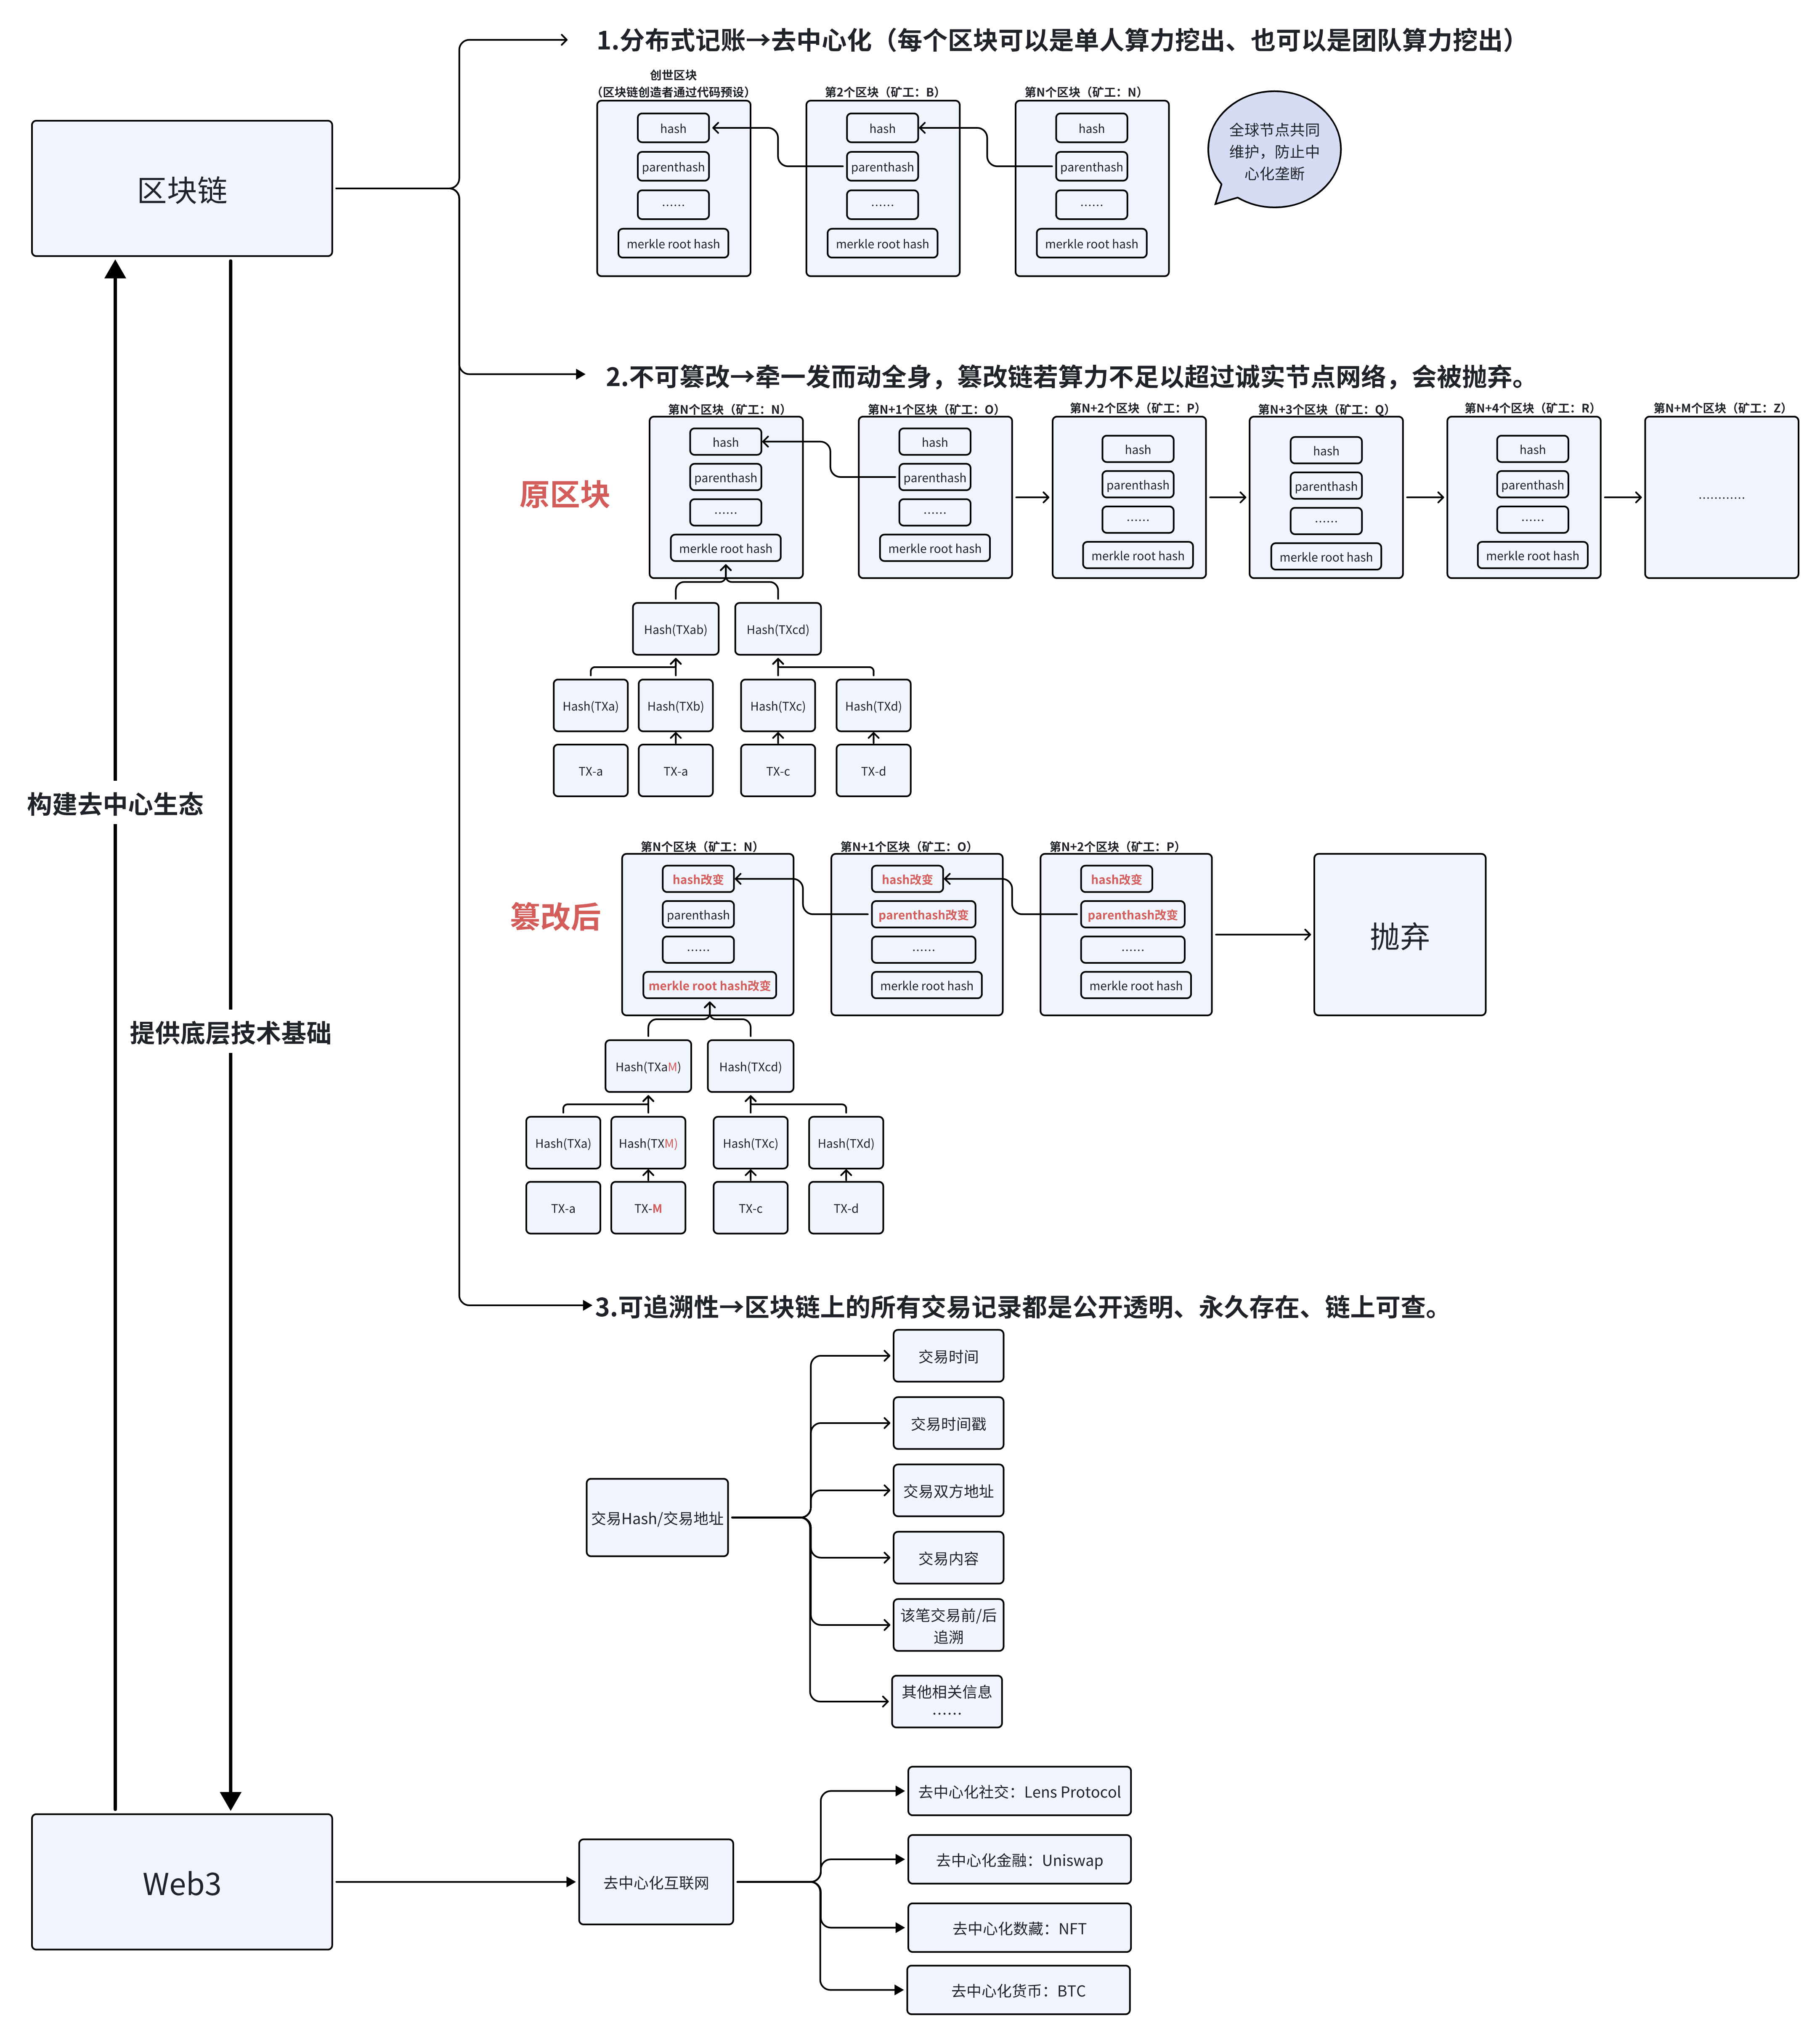 区块链
1.分布式记账→去中心化（每个区块可以是单人算力挖出、也可以是团队算力挖出）
创世区块
（区块链创造者通过代码预设）
第2个区块（矿工：B）
第N个区块（矿工：N）
hash
parenthash
……
merkle root hash
hash
parenthash
……
merkle root hash
hash
parenthash
……
merkle root hash
全球节点共同
维护，防止中
心化垄断
2.不可篡改→牵一发而动全身，篡改链若算力不足以超过诚实节点网络，会被抛弃。
原区块
第N个区块（矿工：N）
hash
parenthash
……
merkle root hash
第N+1个区块（矿工：O）
hash
parenthash
……
merkle root hash
第N+2个区块（矿工：P）
hash
parenthash
……
merkle root hash
第N+3个区块（矿工：Q）
hash
parenthash
……
merkle root hash
第N+4个区块（矿工：R）
hash
parenthash
……
merkle root hash
第N+M个区块（矿工：Z）
…………
Hash(TXab)
Hash(TXcd)
Hash(TXa)
Hash(TXb)
Hash(TXc)
Hash(TXd)
TX-a
TX-a
TX-c
TX-d
构建去中心生态
提供底层技术基础
篡改后
第N个区块（矿工：N）
hash改变
parenthash
……
merkle root hash改变
第N+1个区块（矿工：O）
hash改变
parenthash改变
……
merkle root hash
第N+2个区块（矿工：P）
hash改变
parenthash改变
……
merkle root hash
抛弃
Hash(TXaM)
Hash(TXcd)
Hash(TXa)
Hash(TXM)
Hash(TXc)
Hash(TXd)
TX-a
TX-M
TX-c
TX-d
3.可追溯性→区块链上的所有交易记录都是公开透明、永久存在、链上可查。
交易Hash/交易地址
交易时间
交易时间戳
交易双方地址
交易内容
该笔交易前/后
追溯
其他相关信息
……
Web3
去中心化互联网
去中心化社交：Lens Protocol
去中心化金融：Uniswap
去中心化数藏：NFT
去中心化货币：BTC